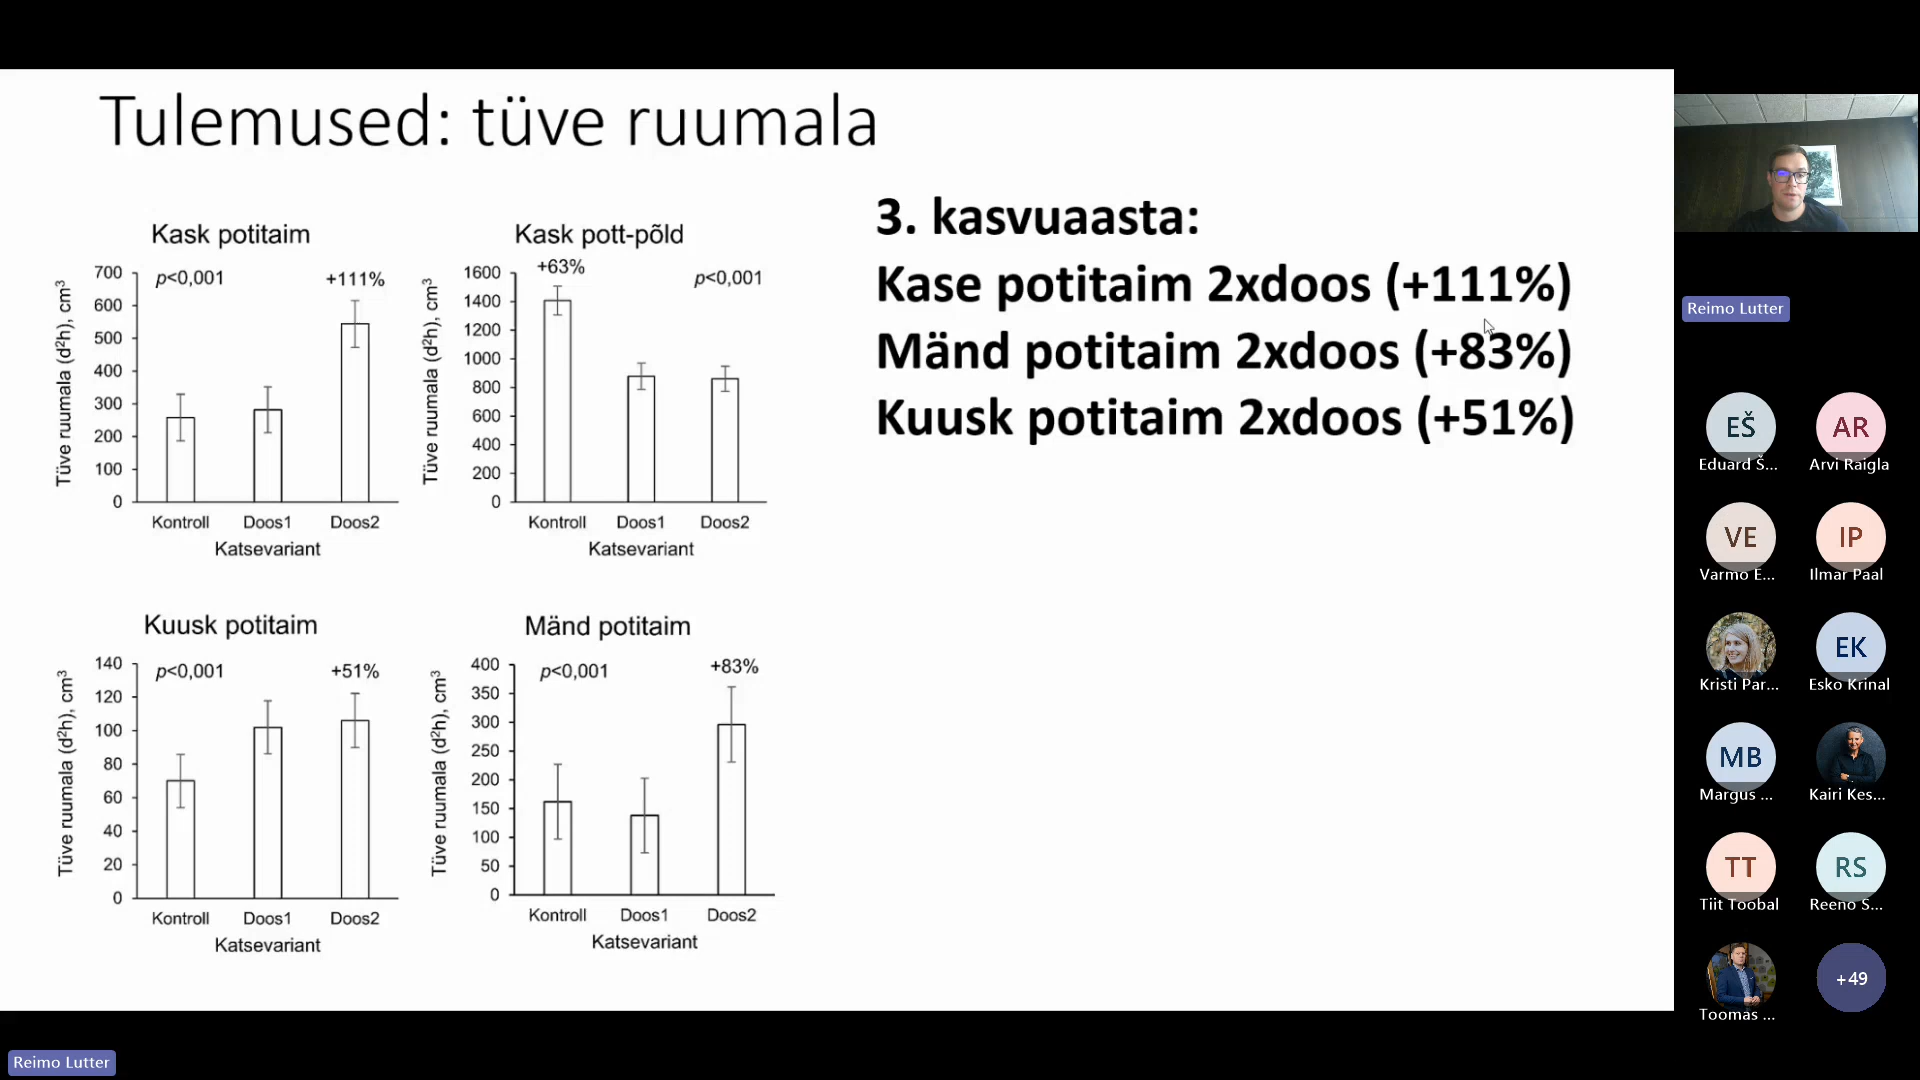 Tulemused: tüve ruumala
Kask potitaim
p<0,001
+111%
Tüve ruumala (d²h), cm³
700
600
500
400
300
200
100
0
Kontroll Doos1 Doos2
Katsevariant
Kask pott-põld
+63%
p<0,001
Tüve ruumala (d²h), cm³
1600
1400
1200
1000
800
600
400
200
0
Kontroll Doos1 Doos2
Katsevariant
Kuusk potitaim
p<0,001
+51%
Tüve ruumala (d²h), cm³
140
120
100
80
60
40
20
0
Kontroll Doos1 Doos2
Katsevariant
Mänd potitaim
p<0,001
+83%
Tüve ruumala (d²h), cm³
400
350
300
250
200
150
100
50
0
Kontroll Doos1 Doos2
Katsevariant
3. kasvuaasta:
Kase potitaim 2xdoos (+111%)
Mänd potitaim 2xdoos (+83%)
Kuusk potitaim 2xdoos (+51%)
Reimo Lutter
EŠ
Eduard Š...
AR
Arvi Raigla
VE
Varmo E...
IP
Ilmar Paal
Kristi Par...
EK
Esko Krinal
MB
Margus ...
Kairi Kes...
TT
Tiit Toobal
RS
Reeno S...
Toomas ...
+49
Reimo Lutter